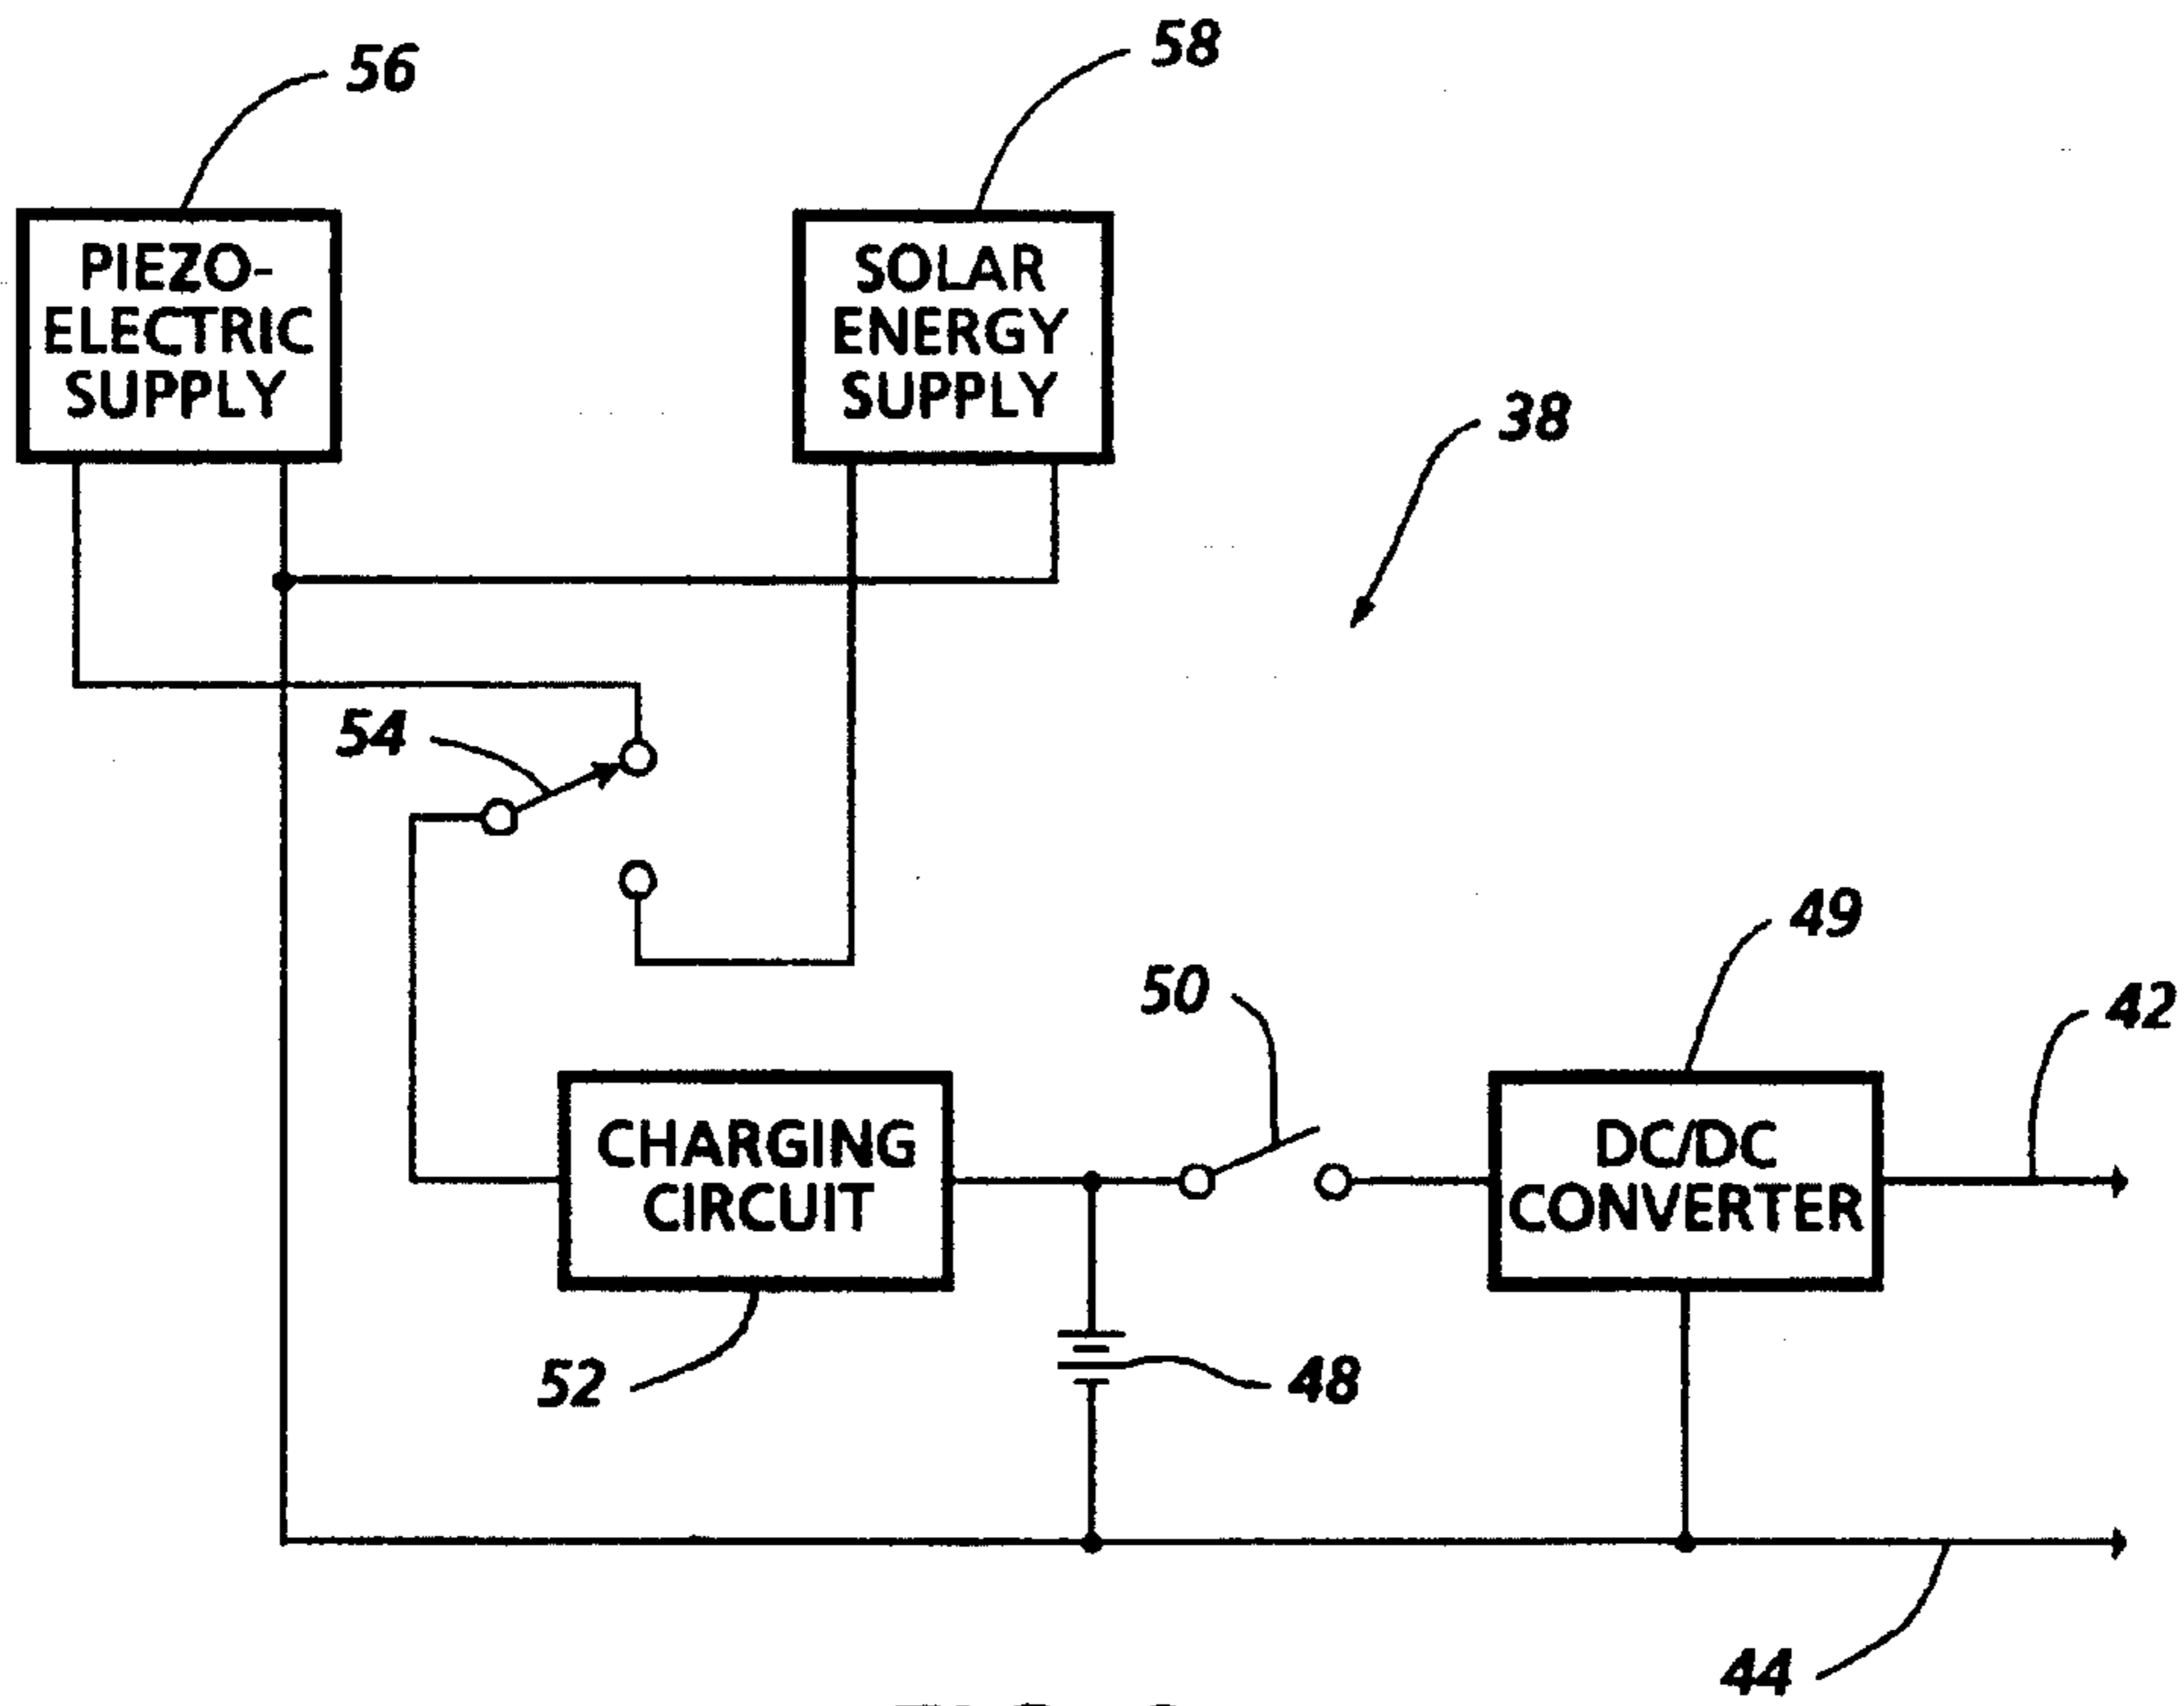 56
58
PIEZO-
ELECTRIC
SUPPLY
SOLAR
ENERGY
SUPPLY
38
54
49
50
42
CHARGING
CIRCUIT
DC/DC
CONVERTER
52
48
44